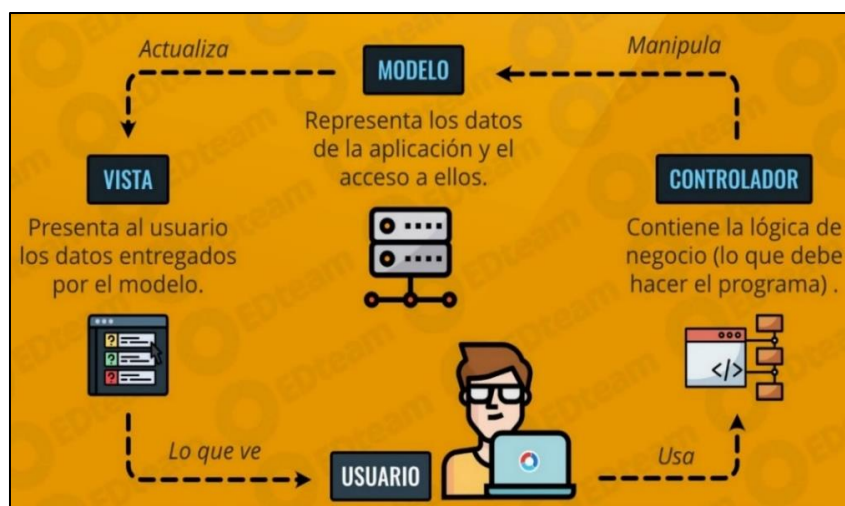 Actualiza
MODELO
Manipula
Representa los datos
de la aplicación y el
acceso a ellos.
VISTA
Presenta al usuario
los datos entregados
por el modelo.
CONTROLADOR
Contiene la lógica de
negocio (lo que debe
hacer el programa) .
</>
Lo que ve
USUARIO
Usa
EDteam